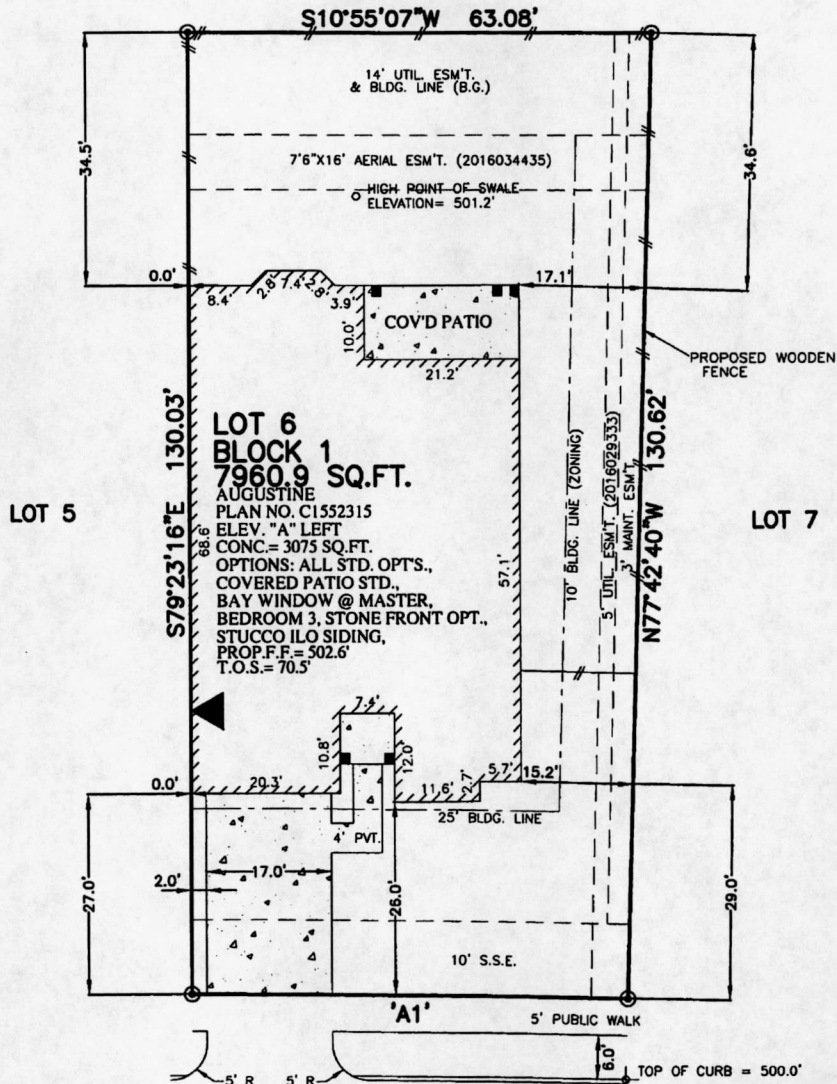 S10°55'07"W 63.08'
14' UTIL. ESM'T.
& BLDG. LINE (B.G.)
34.5'
34.6'
7'6"X16' AERIAL ESM'T. (2016034435)
HIGH POINT OF SWALE
ELEVATION= 501.2'
0.0'
8.4'
2.8'
7.4'
2.8'
3.9'
17.1'
10.0'
COV'D PATIO
21.2'
PROPOSED WOODEN
FENCE
S79°23'16"E 130.03'
N77°42'40"W 130.62'
10' BLDG. LINE (ZONING)
5' UTIL. ESM'T. (2016029333)
3' MAINT. ESM'T.
LOT 5
LOT 7
68.6'
57.1'
LOT 6
BLOCK 1
7960.9 SQ.FT.
AUGUSTINE
PLAN NO. C1552315
ELEV. "A" LEFT
CONC.= 3075 SQ.FT.
OPTIONS: ALL STD. OPT'S.,
COVERED PATIO STD.,
BAY WINDOW @ MASTER,
BEDROOM 3, STONE FRONT OPT.,
STUCCO ILO SIDING,
PROP.F.F.= 502.6'
T.O.S.= 70.5'
7.4'
10.8'
12.0'
0.0'
20.3'
11.6'
2.7'
5.7'
15.2'
25' BLDG. LINE
4' PVT.
17.0'
2.0'
27.0'
26.0'
29.0'
10' S.S.E.
'A1'
5' PUBLIC WALK
6.0'
5' R
5' R
TOP OF CURB = 500.0'